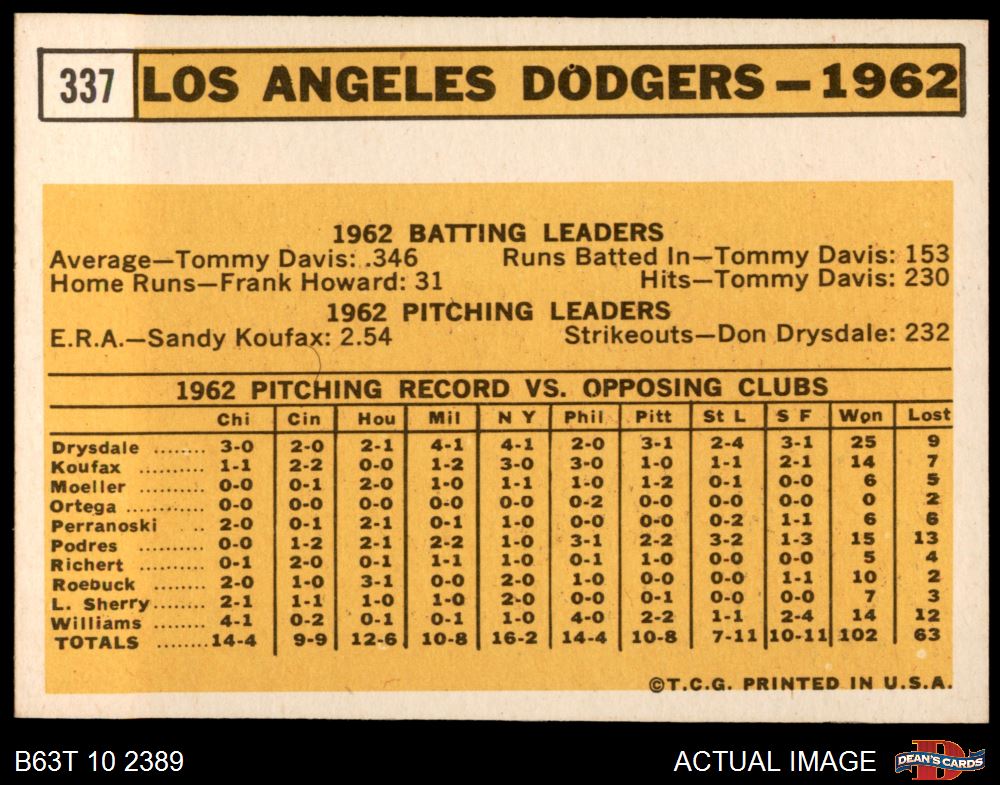 337 LOS ANGELES DODGERS — 1962
1962 BATTING LEADERS
Average—Tommy Davis: .346 Runs Batted In—Tommy Davis: 153
Home Runs—Frank Howard: 31 Hits—Tommy Davis: 230
1962 PITCHING LEADERS
E.R.A.—Sandy Koufax: 2.54 Strikeouts—Don Drysdale: 232
1962 PITCHING RECORD VS. OPPOSING CLUBS
Chi Cin Hou Mil N Y Phil Pitt St L S F Won Lost
Drysdale ....... 3-0 2-0 2-1 4-1 4-1 2-0 3-1 2-4 3-1 25 9
Koufax ......... 1-1 2-2 0-0 1-2 3-0 3-0 1-0 1-1 2-1 14 7
Moeller ......... 0-0 0-1 2-0 1-0 1-1 1-0 1-2 0-1 0-0 6 5
Ortega ........... 0-0 0-0 0-0 0-0 0-0 0-2 0-0 0-0 0-0 0 2
Perranoski .. 2-0 0-1 2-1 0-1 1-0 0-0 0-0 0-2 1-1 6 6
Podres ......... 0-0 1-2 2-1 2-2 1-0 3-1 2-2 3-2 1-3 15 13
Richert ......... 0-1 2-0 0-1 1-1 1-0 0-1 1-0 0-0 0-0 5 4
Roebuck ....... 2-0 1-0 3-1 0-0 2-0 1-0 0-0 0-0 1-1 10 2
L. Sherry........ 2-1 1-1 1-0 1-0 2-0 0-0 0-1 0-0 0-0 7 3
Williams ........ 4-1 0-2 0-1 0-1 1-0 4-0 2-2 1-1 2-4 14 12
TOTALS ........14-4 9-9 12-6 10-8 16-2 14-4 10-8 7-11 10-11 102 63
©T.C.G. PRINTED IN U.S.A.
B63T 10 2389 ACTUAL IMAGE DEAN'S CARDS